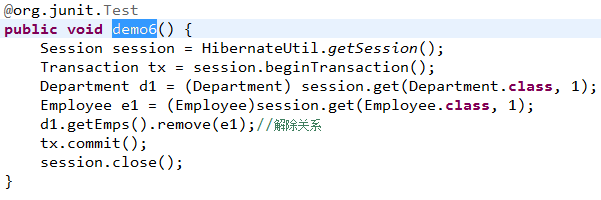 @org.junit.Test
public void demo6() {
    Session session = HibernateUtil.getSession();
    Transaction tx = session.beginTransaction();
    Department d1 = (Department) session.get(Department.class, 1);
    Employee e1 = (Employee)session.get(Employee.class, 1);
    d1.getEmps().remove(e1);//解除关系
    tx.commit();
    session.close();
}